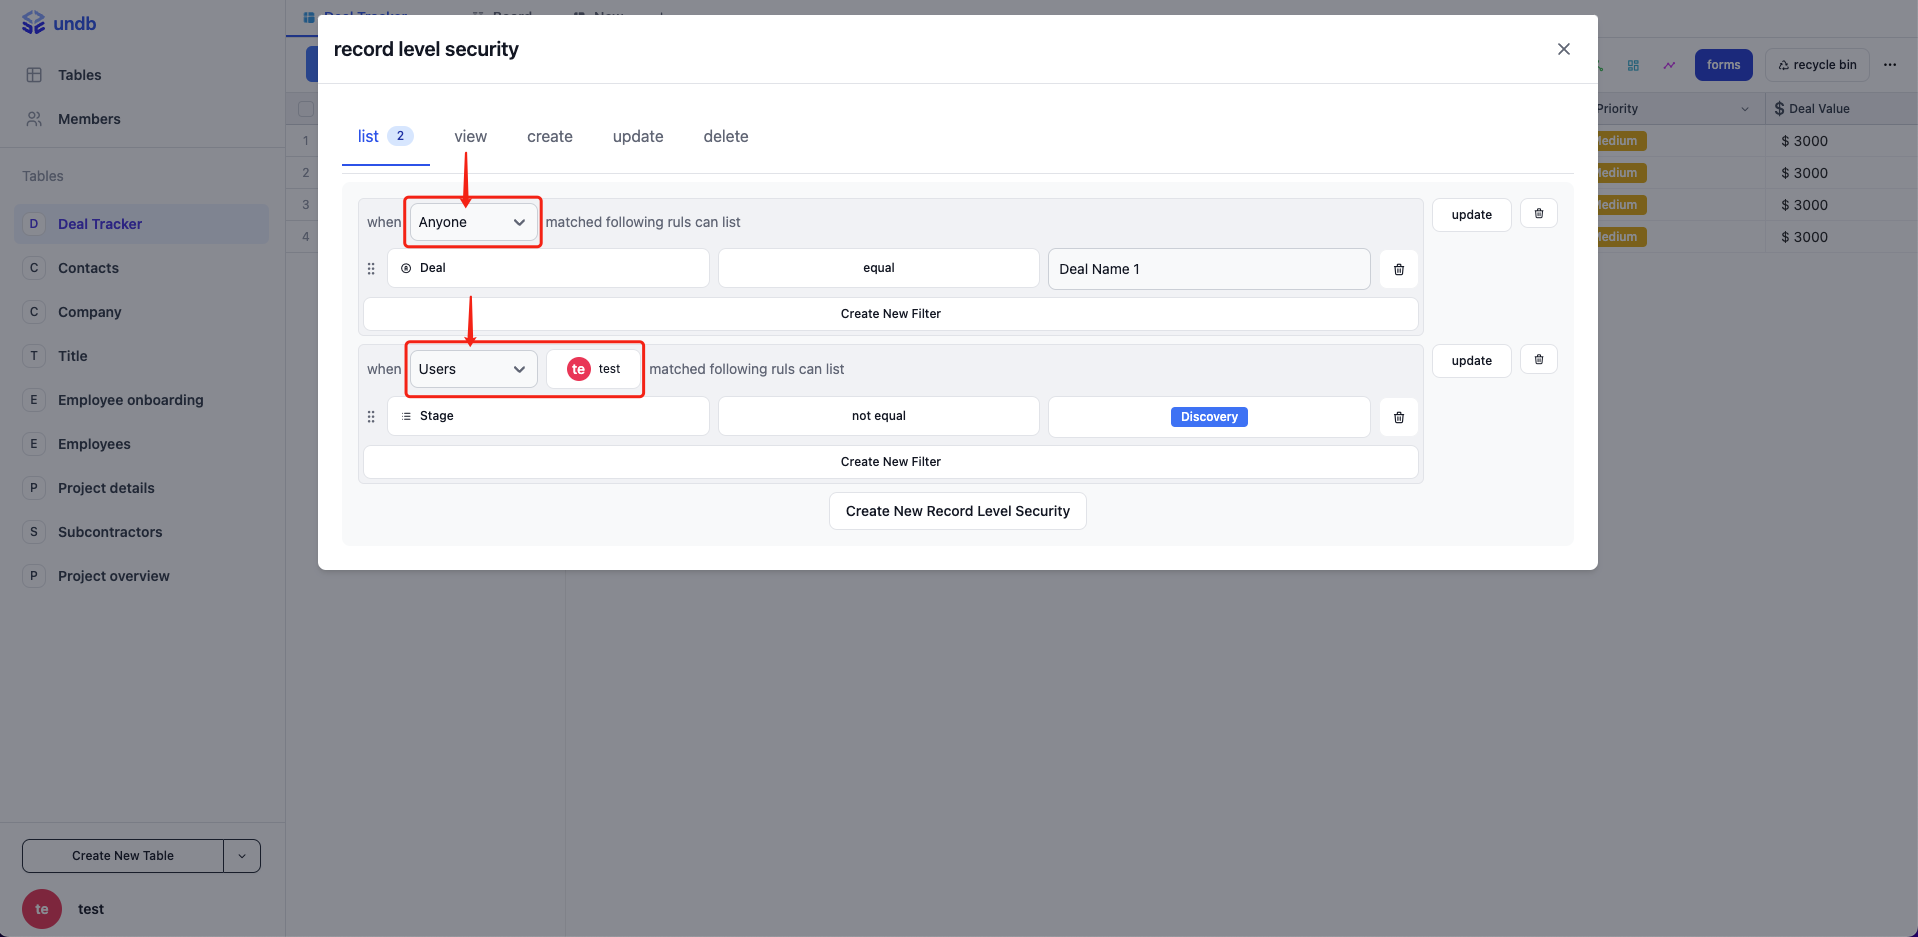 undb
Tables
Members
Tables
D Deal Tracker
C Contacts
C Company
T Title
E Employee onboarding
E Employees
P Project details
S Subcontractors
P Project overview
Create New Table
te test
record level security
list 2 view create update delete
when Anyone matched following ruls can list
update
Deal equal Deal Name 1
Create New Filter
when Users te test matched following ruls can list
update
Stage not equal Discovery
Create New Filter
Create New Record Level Security
forms recycle bin
Priority $ Deal Value
1 Medium $ 3000
2 Medium $ 3000
3 Medium $ 3000
4 Medium $ 3000